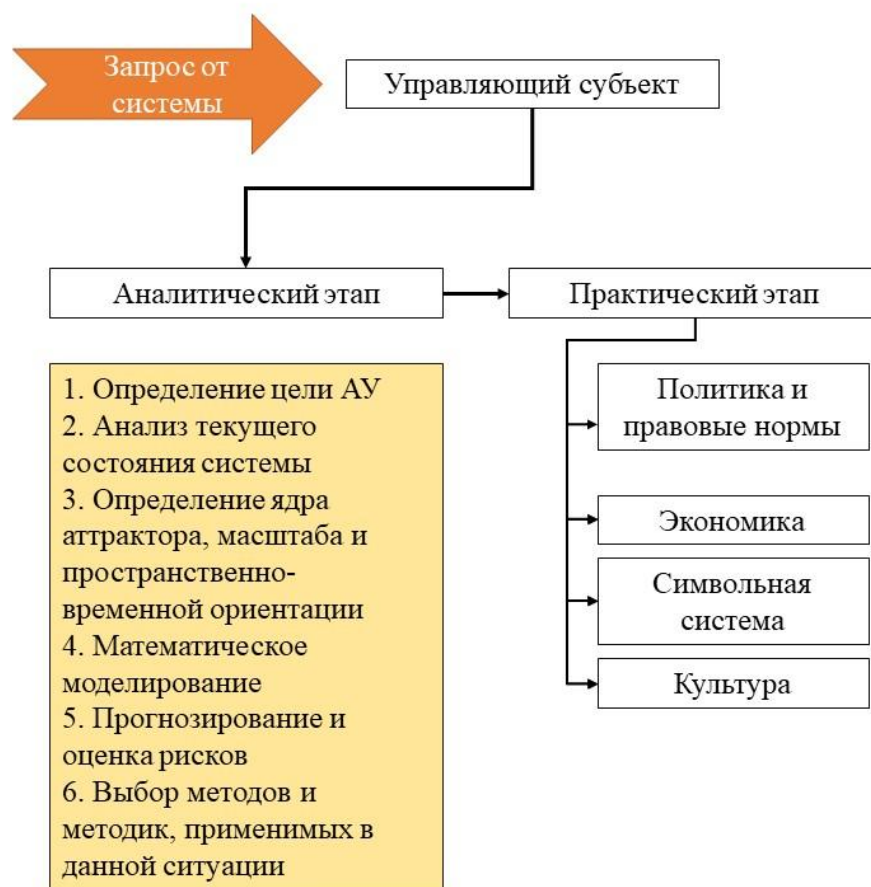 Запрос от
системы
Управляющий субъект
Аналитический этап
Практический этап
1. Определение цели АУ
2. Анализ текущего
состояния системы
3. Определение ядра
аттрактора, масштаба и
пространственно-
временной ориентации
4. Математическое
моделирование
5. Прогнозирование и
оценка рисков
6. Выбор методов и
методик, применимых в
данной ситуации
Политика и
правовые нормы
Экономика
Символьная
система
Культура